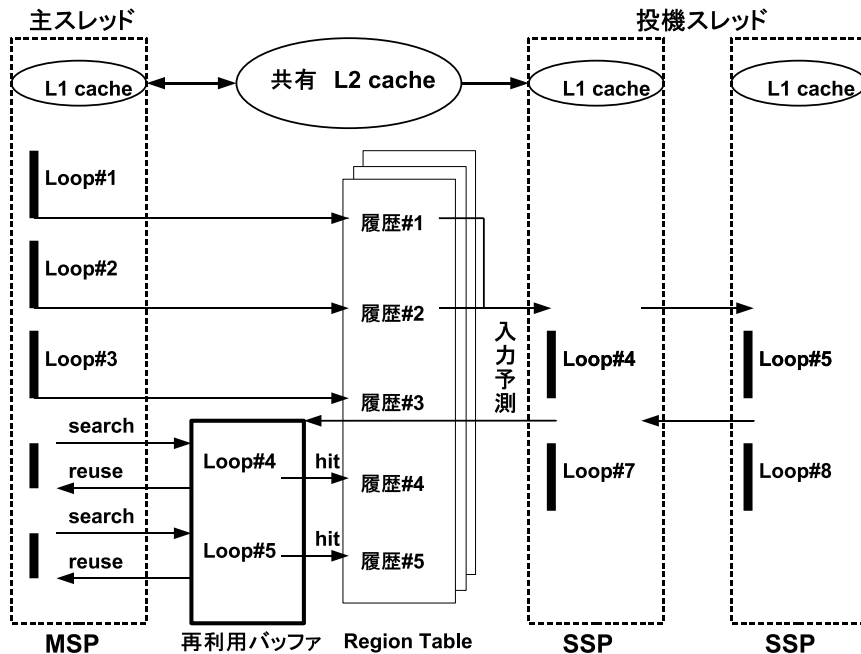 主スレッド
投機スレッド
L1 cache
共有 L2 cache
L1 cache
L1 cache
Loop#1
履歴#1
Loop#2
履歴#2
入力予測
Loop#3
Loop#4
Loop#5
履歴#3
search
Loop#4
hit
reuse
履歴#4
Loop#7
Loop#8
search
Loop#5
hit
reuse
履歴#5
MSP
再利用バッファ
Region Table
SSP
SSP